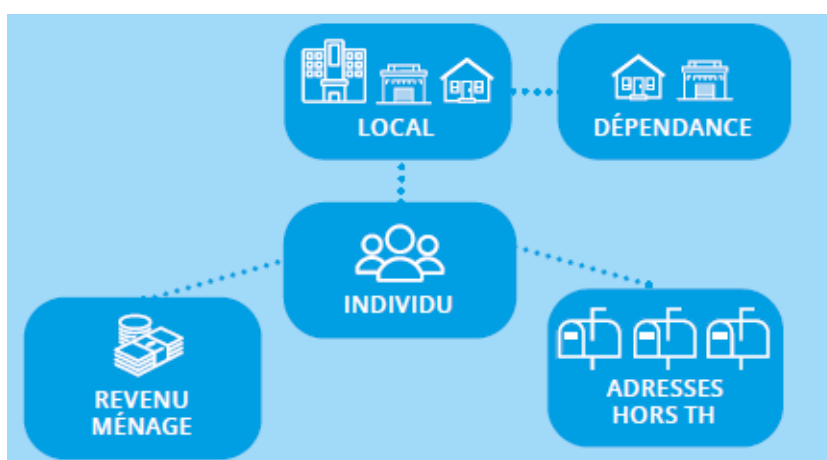 LOCAL
DÉPENDANCE
INDIVIDU
REVENU
MÉNAGE
ADRESSES
HORS TH